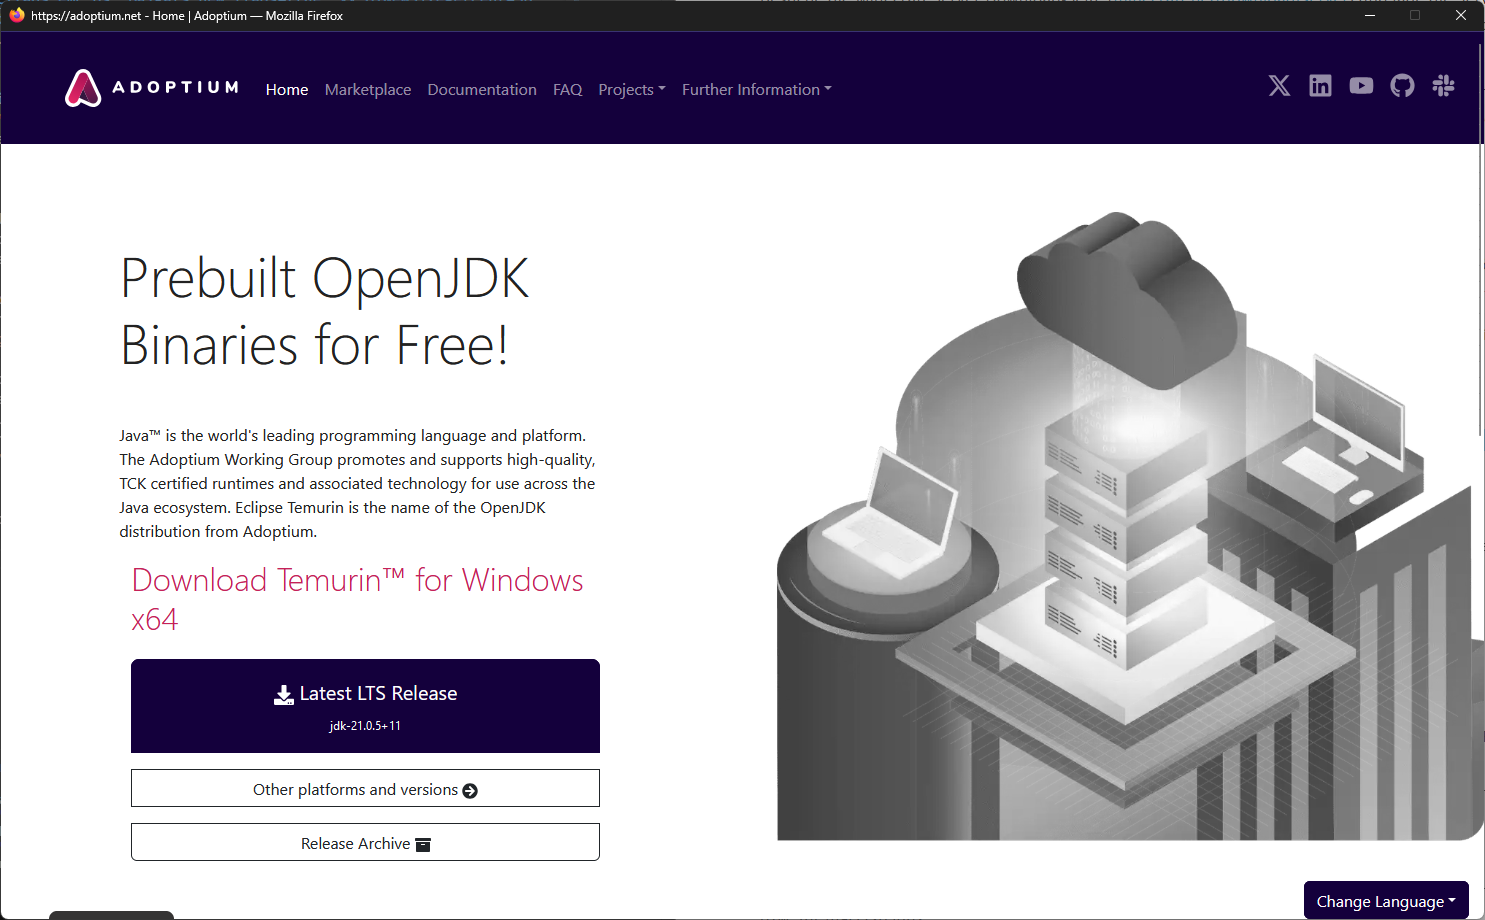 https://adoptium.net - Home | Adoptium — Mozilla Firefox
ADOPTIUM
Home
Marketplace
Documentation
FAQ
Projects
Further Information
Prebuilt OpenJDK
Binaries for Free!
Java™ is the world's leading programming language and platform.
The Adoptium Working Group promotes and supports high-quality,
TCK certified runtimes and associated technology for use across the
Java ecosystem. Eclipse Temurin is the name of the OpenJDK
distribution from Adoptium.
Download Temurin™ for Windows
x64
Latest LTS Release
jdk-21.0.5+11
Other platforms and versions
Release Archive
Change Language